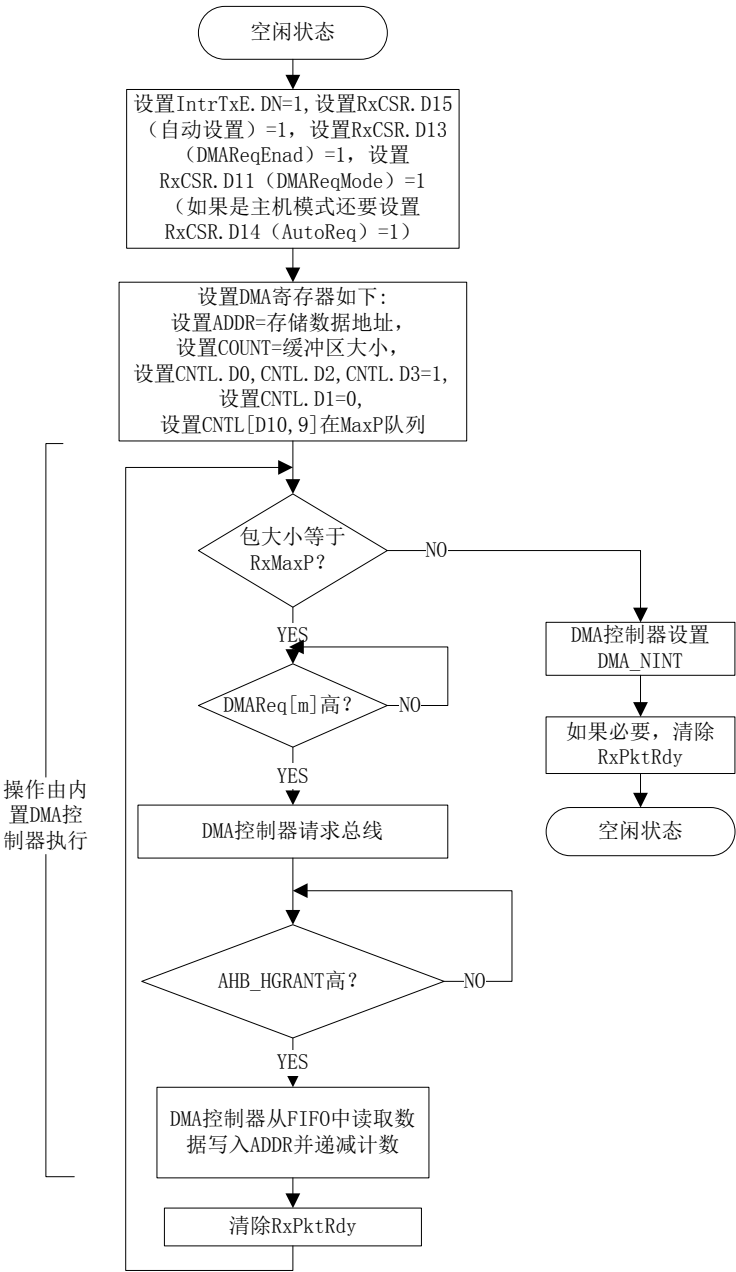 空闲状态
设置IntrTxE.DN=1,设置RxCSR.D15
（自动设置）=1，设置RxCSR.D13
（DMAReqEnad）=1，设置
RxCSR.D11（DMAReqMode）=1
（如果是主机模式还要设置
RxCSR.D14（AutoReq）=1）
设置DMA寄存器如下:
设置ADDR=存储数据地址，
设置COUNT=缓冲区大小，
设置CNTL.D0,CNTL.D2,CNTL.D3=1,
设置CNTL.D1=0,
设置CNTL[D10,9]在MaxP队列
包大小等于
RxMaxP？
NO
YES
DMA控制器设置
DMA_NINT
DMAReq[m]高？
NO
如果必要，清除
RxPktRdy
YES
操作由内
置DMA控
制器执行
DMA控制器请求总线
空闲状态
AHB_HGRANT高？
NO
YES
DMA控制器从FIFO中读取数
据写入ADDR并递减计数
清除RxPktRdy